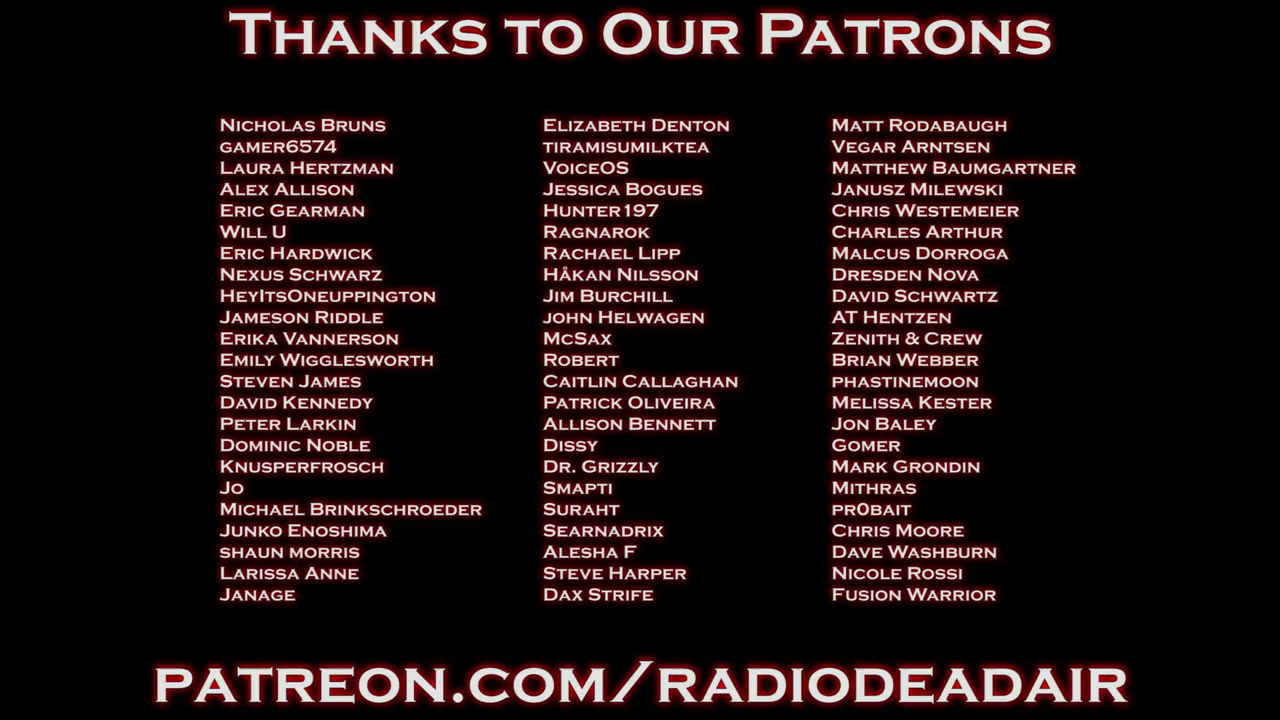 Thanks to Our Patrons
Nicholas Bruns
gamer6574
Laura Hertzman
Alex Allison
Eric Gearman
Will U
Eric Hardwick
Nexus Schwarz
HeyItsOneuppington
Jameson Riddle
Erika Vannerson
Emily Wigglesworth
Steven James
David Kennedy
Peter Larkin
Dominic Noble
Knusperfrosch
Jo
Michael Brinkschroeder
Junko Enoshima
shaun morris
Larissa Anne
Janage
Elizabeth Denton
tiramisumilktea
VoiceOS
Jessica Bogues
Hunter197
Ragnarok
Rachael Lipp
Håkan Nilsson
Jim Burchill
john Helwagen
McSax
Robert
Caitlin Callaghan
Patrick Oliveira
Allison Bennett
Dissy
Dr. Grizzly
Smapti
Suraht
Searnadrix
Alesha F
Steve Harper
Dax Strife
Matt Rodabaugh
Vegar Arntsen
Matthew Baumgartner
Janusz Milewski
Chris Westemeier
Charles Arthur
Malcus Dorroga
Dresden Nova
David Schwartz
AT Hentzen
Zenith & Crew
Brian Webber
phastinemoon
Melissa Kester
Jon Baley
Gomer
Mark Grondin
Mithras
pr0bait
Chris Moore
Dave Washburn
Nicole Rossi
Fusion Warrior
patreon.com/radiodeadair